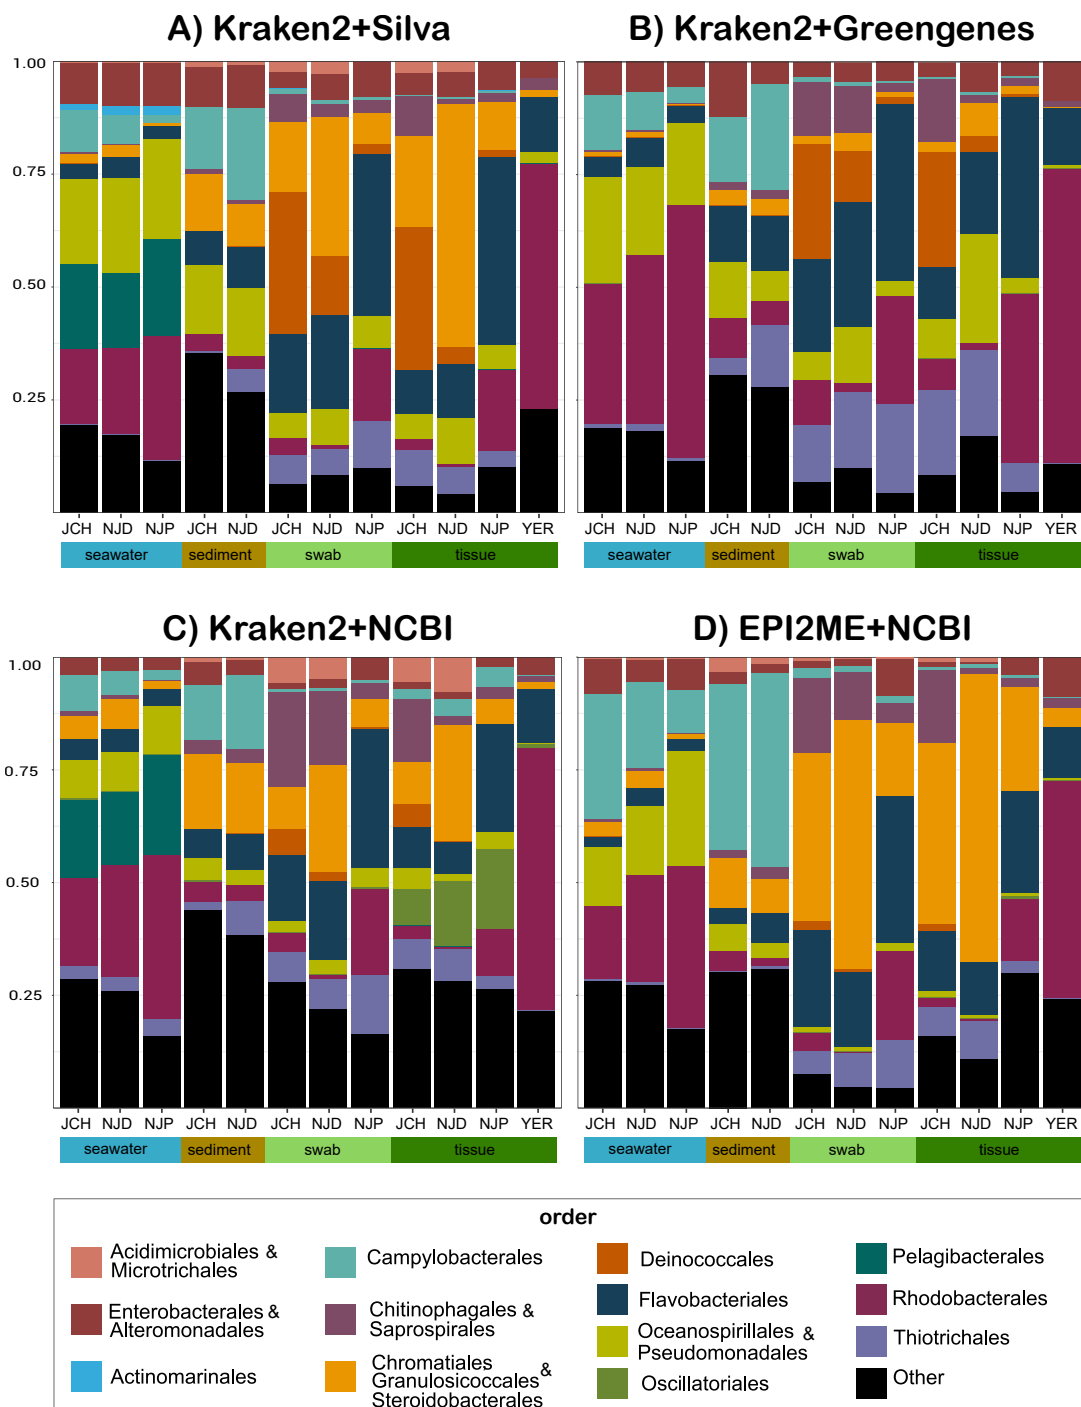 A) Kraken2+Silva
B) Kraken2+Greengenes
1.00
0.75
0.50
0.25
JCH NJD NJP JCH NJD JCH NJD NJP JCH NJD NJP YER
JCH NJD NJP JCH NJD JCH NJD NJP JCH NJD NJP YER
seawater sediment swab tissue
seawater sediment swab tissue
C) Kraken2+NCBI
D) EPI2ME+NCBI
1.00
0.75
0.50
0.25
JCH NJD NJP JCH NJD JCH NJD NJP JCH NJD NJP YER
JCH NJD NJP JCH NJD JCH NJD NJP JCH NJD NJP YER
seawater sediment swab tissue
seawater sediment swab tissue
order
Acidimicrobiales &
Microtrichales
Enterobacterales &
Alteromonadales
Actinomarinales
Campylobacterales
Chitinophagales &
Saprospirales
Chromatiales
Granulosicoccales &
Steroidobacterales
Deinococcales
Flavobacteriales
Oceanospirillales &
Pseudomonadales
Oscillatoriales
Pelagibacterales
Rhodobacterales
Thiotrichales
Other